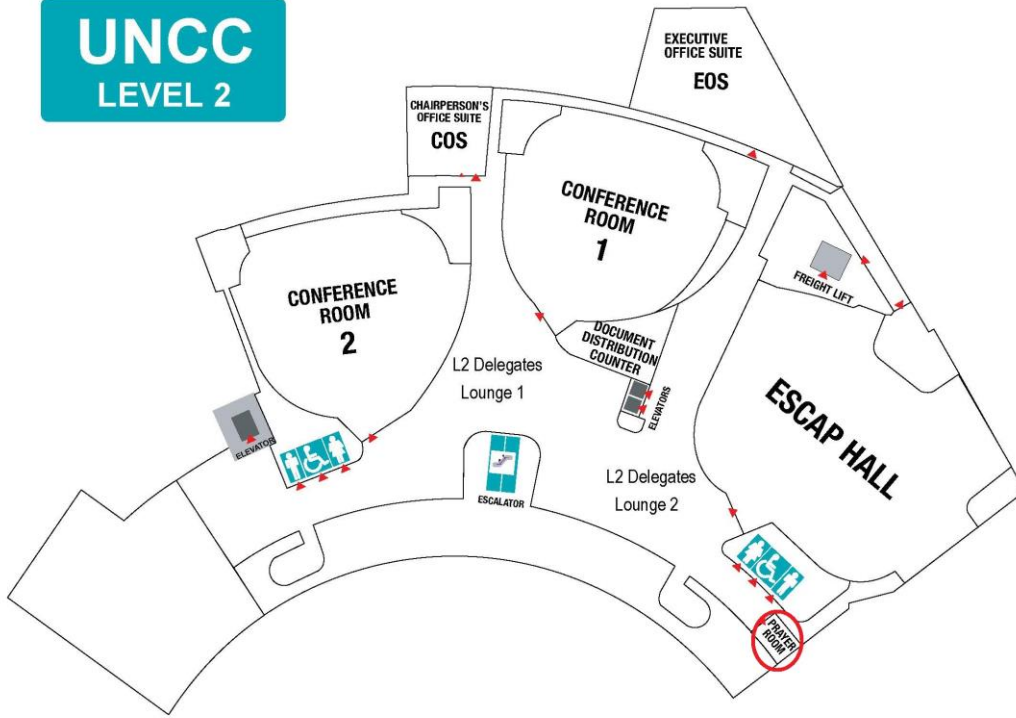 UNCC
LEVEL 2
EXECUTIVE
OFFICE SUITE
EOS
CHAIRPERSON'S
OFFICE SUITE
COS
CONFERENCE
ROOM
1
CONFERENCE
ROOM
2
FREIGHT LIFT
DOCUMENT
DISTRIBUTION
COUNTER
L2 Delegates
Lounge 1
ELEVATORS
ESCAP HALL
ELEVATOR
ESCALATOR
L2 Delegates
Lounge 2
PRAYER
ROOM